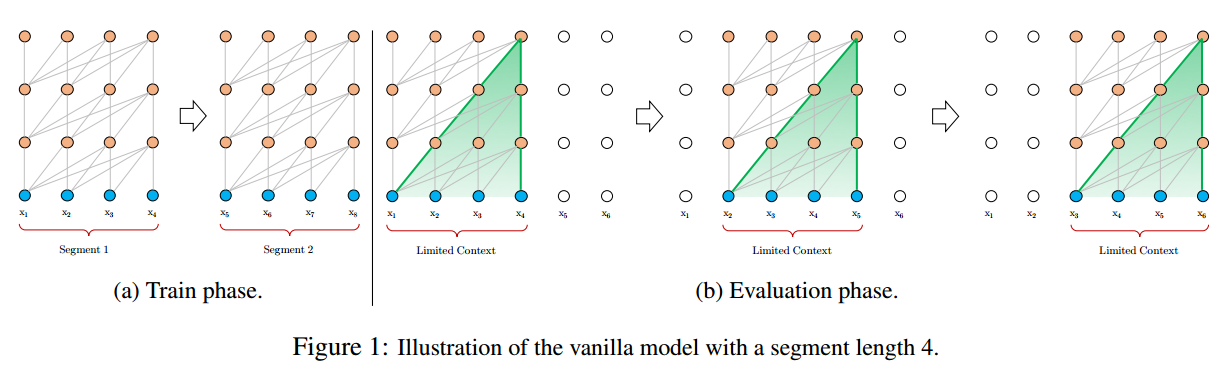 x₁ x₂ x₃ x₄ x₅ x₆ x₇ x₈ x₁ x₂ x₃ x₄ x₅ x₆ x₁ x₂ x₃ x₄ x₅ x₆ x₁ x₂ x₃ x₄ x₅ x₆
Segment 1 Segment 2 Limited Context Limited Context Limited Context
(a) Train phase. (b) Evaluation phase.
Figure 1: Illustration of the vanilla model with a segment length 4.